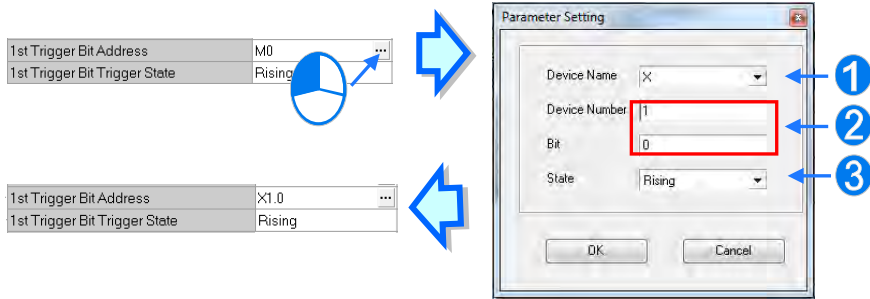 1st Trigger Bit Address M0 ...
1st Trigger Bit Trigger State Rising
Parameter Setting
Device Name X 1
Device Number 1
2
Bit 0
State Rising 3
OK Cancel
1st Trigger Bit Address X1.0 ...
1st Trigger Bit Trigger State Rising